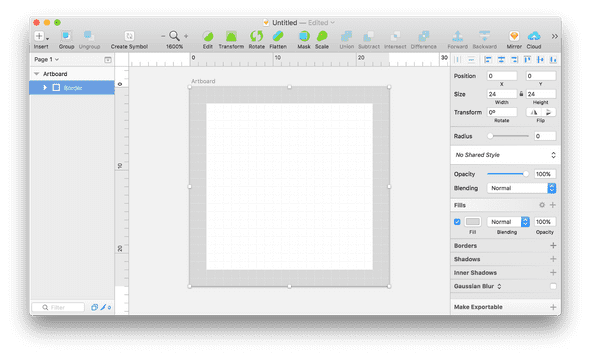 Untitled — Edited
Insert Group Ungroup Create Symbol 1600% Edit Transform Rotate Flatten Mask Scale Union Subtract Intersect Difference Forward Backward Mirror Cloud
Page 1
0 10 20 30
Artboard
Border
Artboard
10
20
Filter
0
Position 0 0
X Y
Size 24 24
Width Height
Transform 0º
Rotate Flip
Radius 0
No Shared Style
Opacity 100%
Blending Normal
Fills
Normal 100%
Fill Blending Opacity
Borders
Shadows
Inner Shadows
Gaussian Blur
Make Exportable